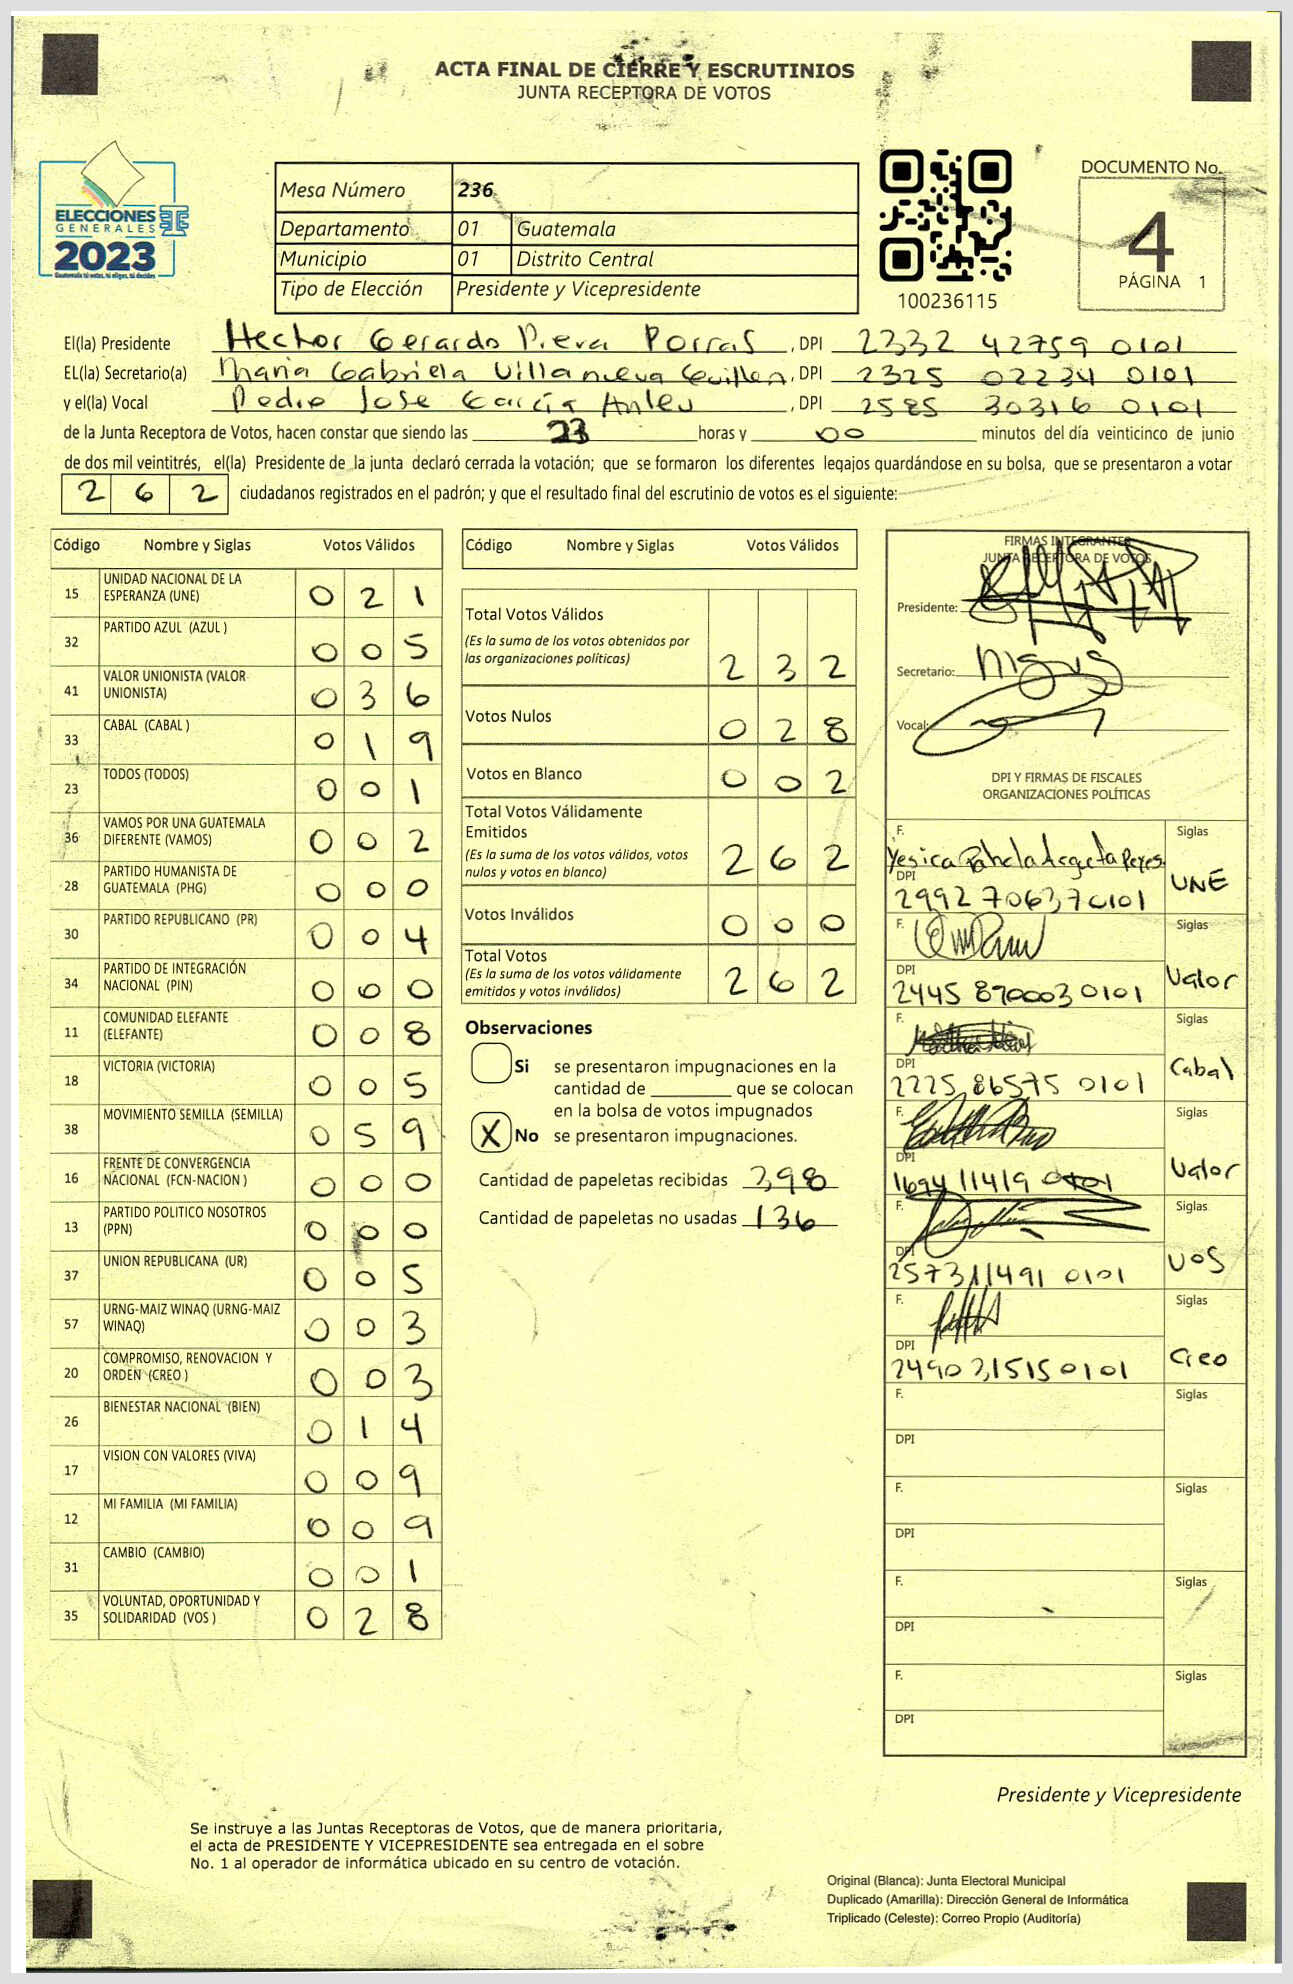 ACTA FINAL DE CIERRE Y ESCRUTINIOS
JUNTA RECEPTORA DE VOTOS
ELECCIONES
GENERALES
2023
Guatemala tú votas, tú eliges, tú decides
Mesa Número 236
Departamento 01 Guatemala
Municipio 01 Distrito Central
Tipo de Elección Presidente y Vicepresidente
100236115
DOCUMENTO No.
4
PÁGINA 1
El(la) Presidente Hector Gerardo Porras, DPI 2332 42759 0101
EL(la) Secretario(a) Maria Gabriela Villanueva Guillen, DPI 2325 02234 0101
y el(la) Vocal Pedro Jose Garcia, DPI 2585 30316 0101
de la Junta Receptora de Votos, hacen constar que siendo las 23 horas y 00 minutos del día veinticinco de junio
de dos mil veintitrés, el(la) Presidente de la junta declaró cerrada la votación; que se formaron los diferentes legajos quardándose en su bolsa, que se presentaron a votar
2 6 2 ciudadanos registrados en el padrón; y que el resultado final del escrutinio de votos es el siguiente:
Código Nombre y Siglas Votos Válidos
15 UNIDAD NACIONAL DE LA ESPERANZA (UNE) 0 2 1
32 PARTIDO AZUL (AZUL ) 0 0 5
41 VALOR UNIONISTA (VALOR UNIONISTA) 0 3 6
33 CABAL (CABAL ) 0 1 9
23 TODOS (TODOS) 0 0 1
36 VAMOS POR UNA GUATEMALA DIFERENTE (VAMOS) 0 0 2
28 PARTIDO HUMANISTA DE GUATEMALA (PHG) 0 0 0
30 PARTIDO REPUBLICANO (PR) 0 0 4
34 PARTIDO DE INTEGRACIÓN NACIONAL (PIN) 0 0 0
11 COMUNIDAD ELEFANTE (ELEFANTE) 0 0 8
18 VICTORIA (VICTORIA) 0 0 5
38 MOVIMIENTO SEMILLA (SEMILLA) 0 5 9
16 FRENTE DE CONVERGENCIA NACIONAL (FCN-NACION ) 0 0 0
13 PARTIDO POLITICO NOSOTROS (PPN) 0 0 0
37 UNION REPUBLICANA (UR) 0 0 5
57 URNG-MAIZ WINAQ (URNG-MAIZ WINAQ) 0 0 3
20 COMPROMISO, RENOVACION Y ORDEN (CREO ) 0 0 3
26 BIENESTAR NACIONAL (BIEN) 0 1 4
17 VISION CON VALORES (VIVA) 0 0 9
12 MI FAMILIA (MI FAMILIA) 0 0 9
31 CAMBIO (CAMBIO) 0 0 1
35 VOLUNTAD, OPORTUNIDAD Y SOLIDARIDAD (VOS ) 0 2 8
Código Nombre y Siglas Votos Válidos
Total Votos Válidos
(Es la suma de los votos obtenidos por
las organizaciones políticas) 2 3 2
Votos Nulos 0 2 8
Votos en Blanco 0 0 2
Total Votos Válidamente
Emitidos
(Es la suma de los votos válidos, votos
nulos y votos en blanco) 2 6 2
Votos Inválidos 0 0 0
Total Votos
(Es la suma de los votos válidamente
emitidos y votos inválidos) 2 6 2
Observaciones
Si se presentaron impugnaciones en la
cantidad de ________ que se colocan
en la bolsa de votos impugnados
X No se presentaron impugnaciones.
Cantidad de papeletas recibidas 398
Cantidad de papeletas no usadas 136
FIRMAS INTEGRANTES
JUNTA RECEPTORA DE VOTOS
Presidente:
Secretario:
Vocal:
DPI Y FIRMAS DE FISCALES
ORGANIZACIONES POLÍTICAS
F. Yesica Reyes Siglas
DPI 2992 70637 0101 UNE
F. Siglas
DPI 2445 870003 0101 Valor
F. Siglas
DPI 2225 86575 0101 Cabal
F. Siglas
DPI 1694 11419 0101 Valor
F. Siglas
DPI 2573 11491 0101 VOS
F. Siglas
DPI 2490 31515 0101 Creo
F. Siglas
DPI
F. Siglas
DPI
F. Siglas
DPI
F. Siglas
DPI
Presidente y Vicepresidente
Se instruye a las Juntas Receptoras de Votos, que de manera prioritaria,
el acta de PRESIDENTE Y VICEPRESIDENTE sea entregada en el sobre
No. 1 al operador de informática ubicado en su centro de votación.
Original (Blanca): Junta Electoral Municipal
Duplicado (Amarilla): Dirección General de Informática
Triplicado (Celeste): Correo Propio (Auditoría)